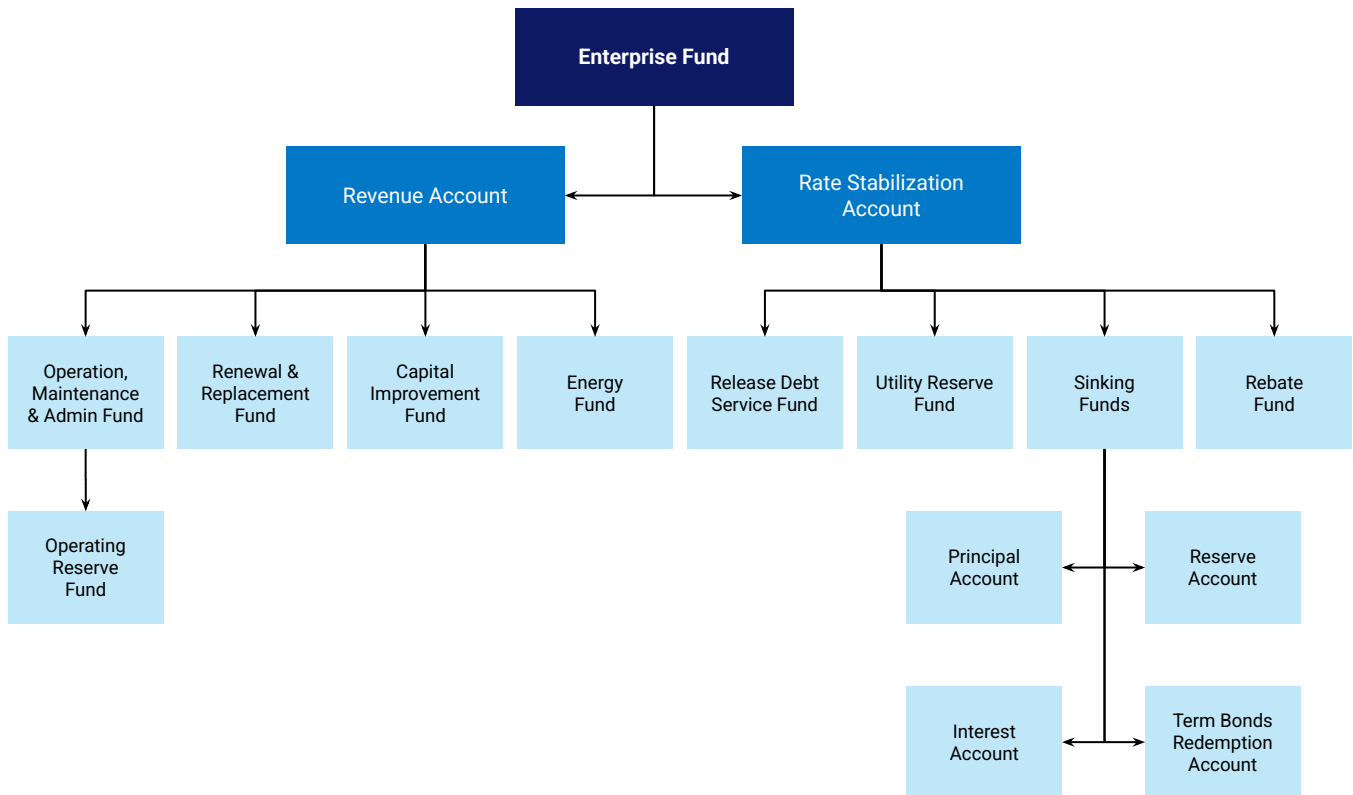 Enterprise Fund
Revenue Account
Rate Stabilization
Account
Operation,
Maintenance
& Admin Fund
Renewal &
Replacement
Fund
Capital
Improvement
Fund
Energy
Fund
Release Debt
Service Fund
Utility Reserve
Fund
Sinking
Funds
Rebate
Fund
Operating
Reserve
Fund
Principal
Account
Reserve
Account
Interest
Account
Term Bonds
Redemption
Account